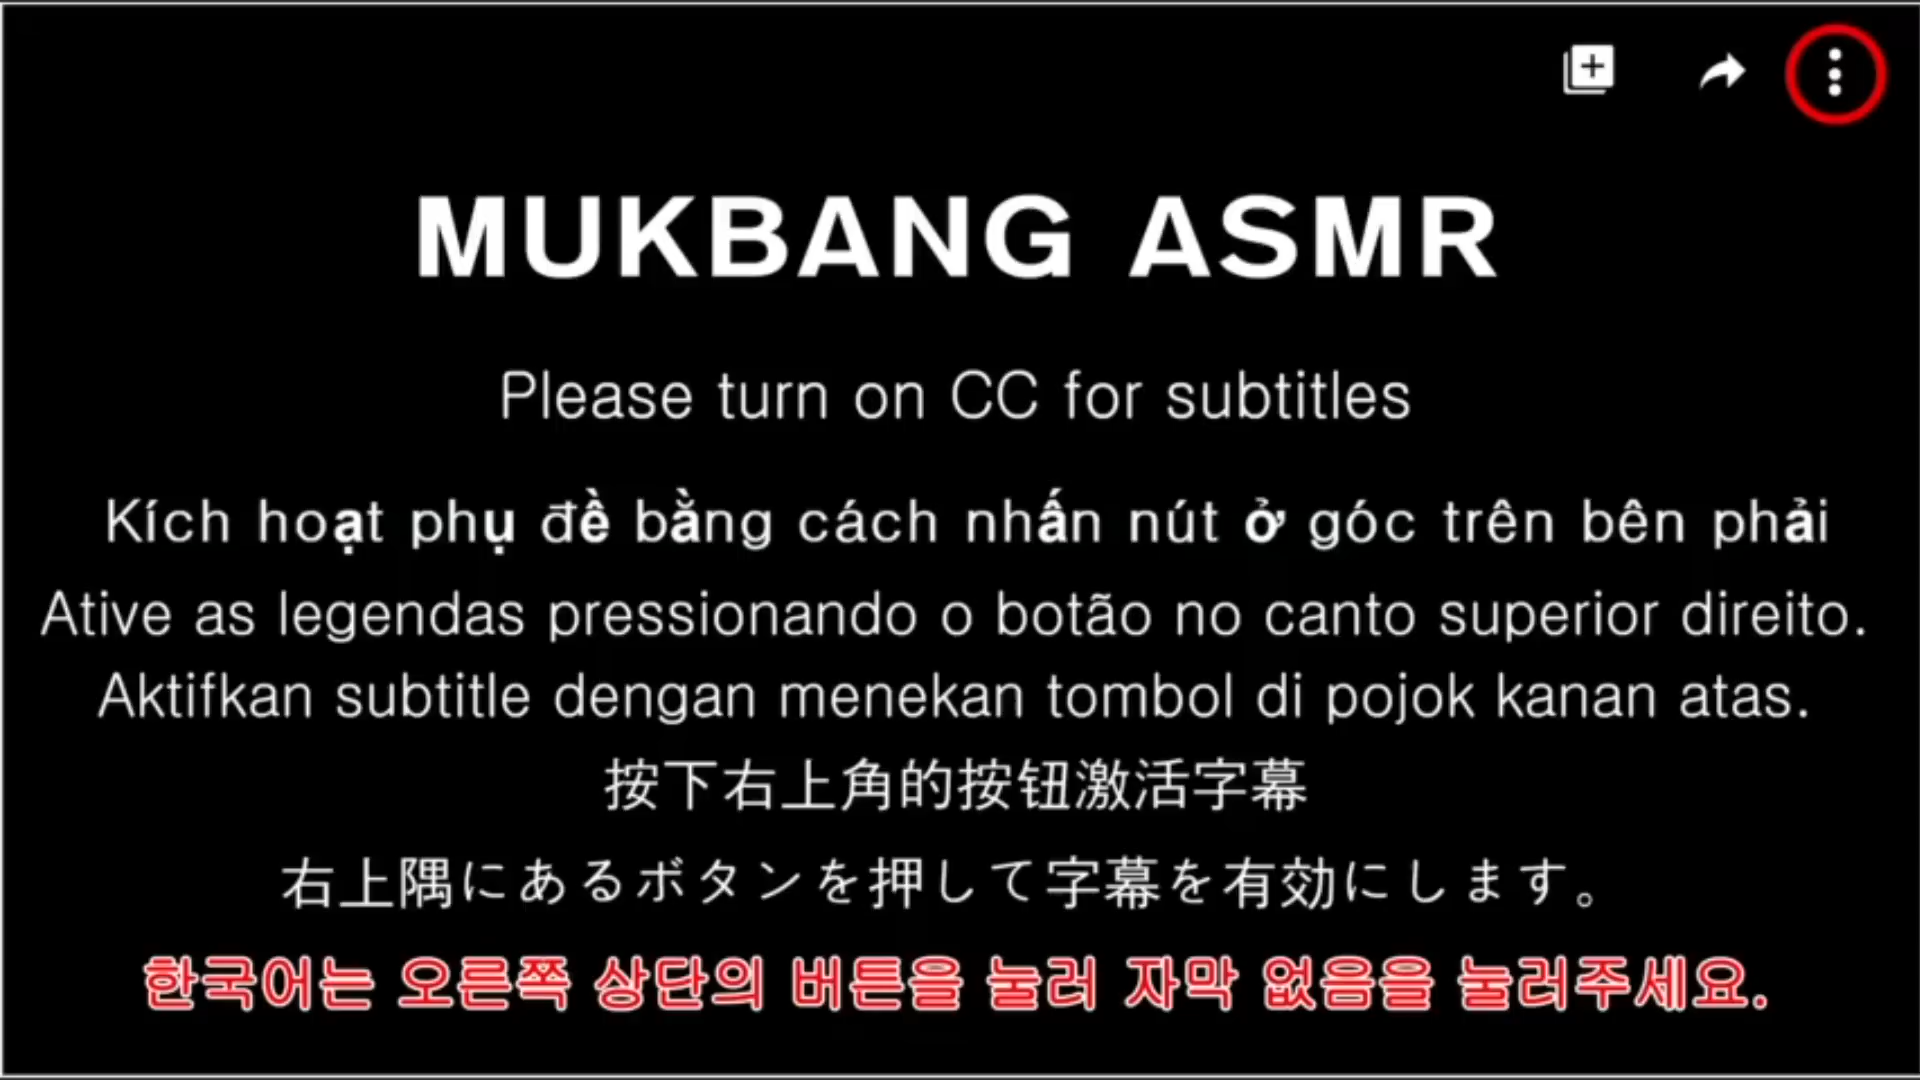 MUKBANG ASMR
Please turn on CC for subtitles
Kích hoạt phụ đề bằng cách nhấn nút ở góc trên bên phải
Ative as legendas pressionando o botão no canto superior direito.
Aktifkan subtitle dengan menekan tombol di pojok kanan atas.
按下右上角的按钮激活字幕
右上隅にあるボタンを押して字幕を有効にします。
한국어는 오른쪽 상단의 버튼을 눌러 자막 없음을 눌러주세요.